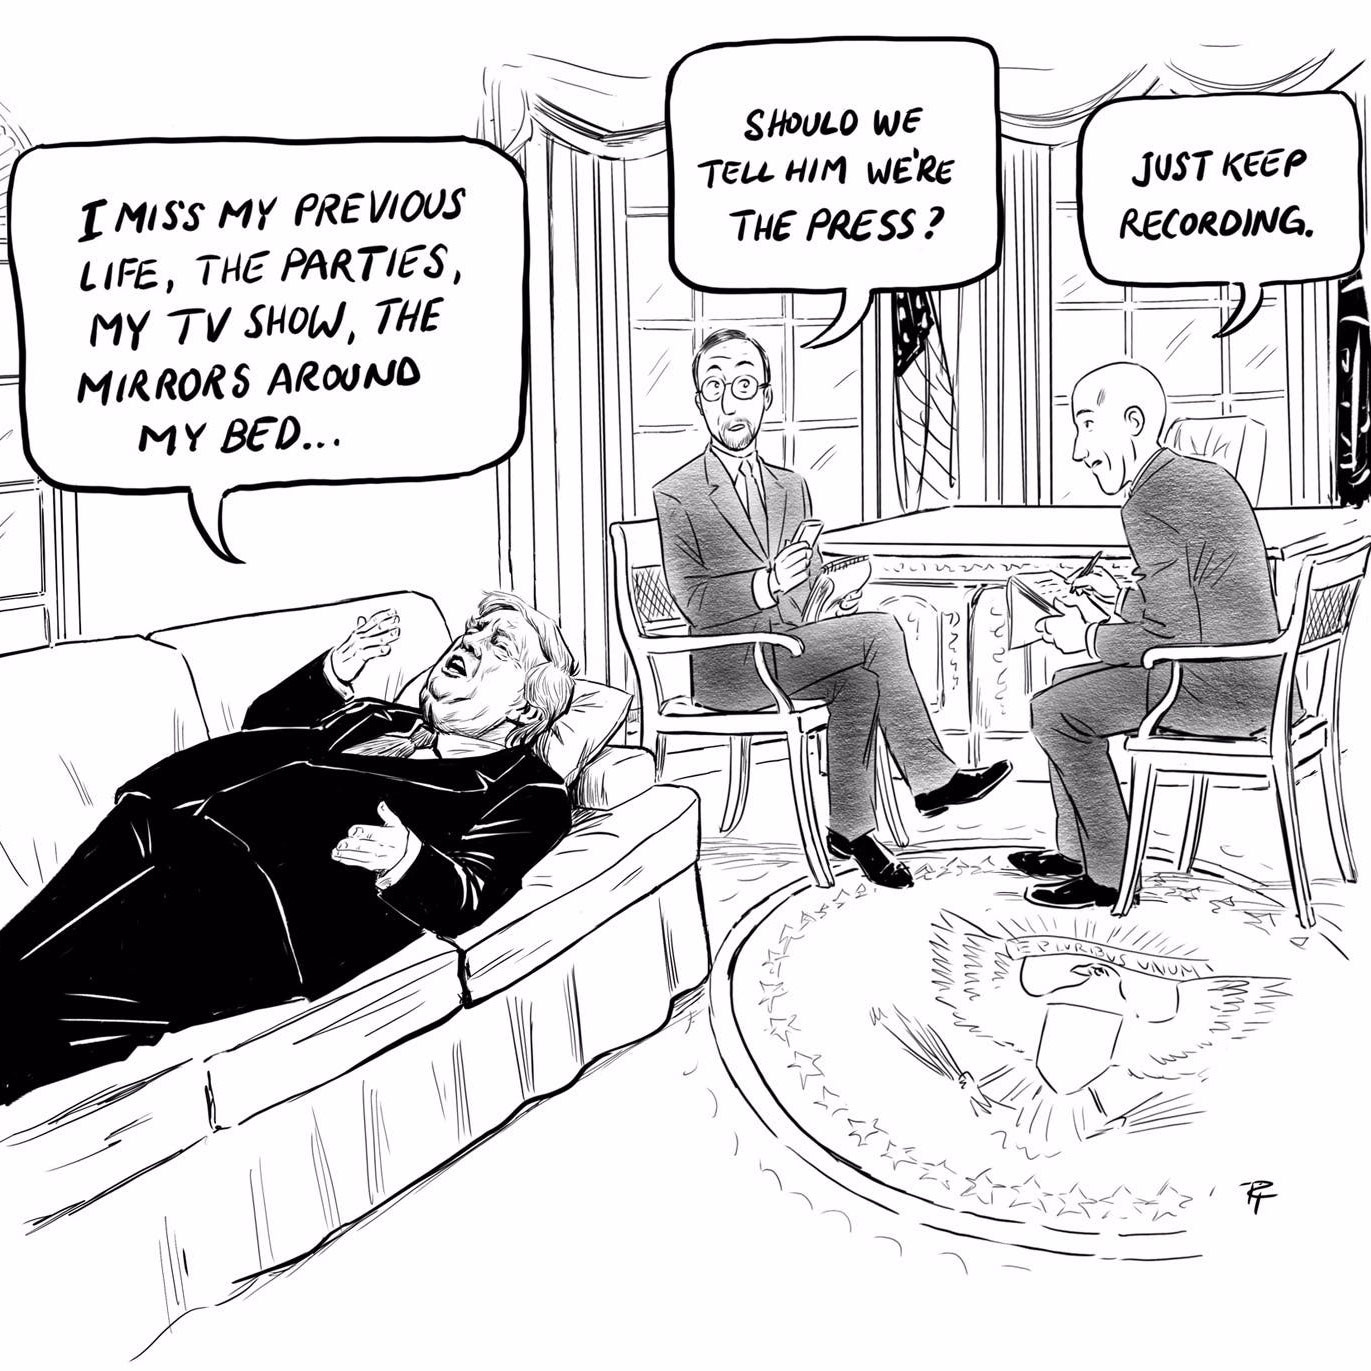 I MISS MY PREVIOUS
LIFE, THE PARTIES,
MY TV SHOW, THE
MIRRORS AROUND
MY BED...
SHOULD WE
TELL HIM WE'RE
THE PRESS?
JUST KEEP
RECORDING.
E PLURIBUS UNUM
PT